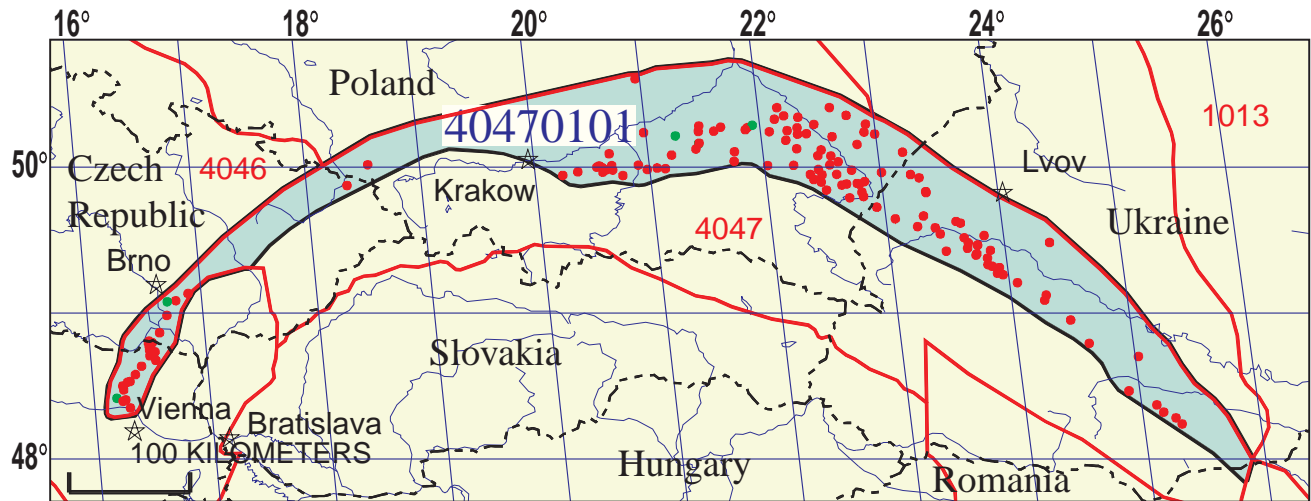 16° 18° 20° 22° 24° 26°
Poland
40470101
1013
50°
Czech
Republic
4046
Krakow
Lvov
Ukraine
4047
Brno
Slovakia
Vienna
Bratislava
100 KILOMETERS
48°
Hungary
Romania